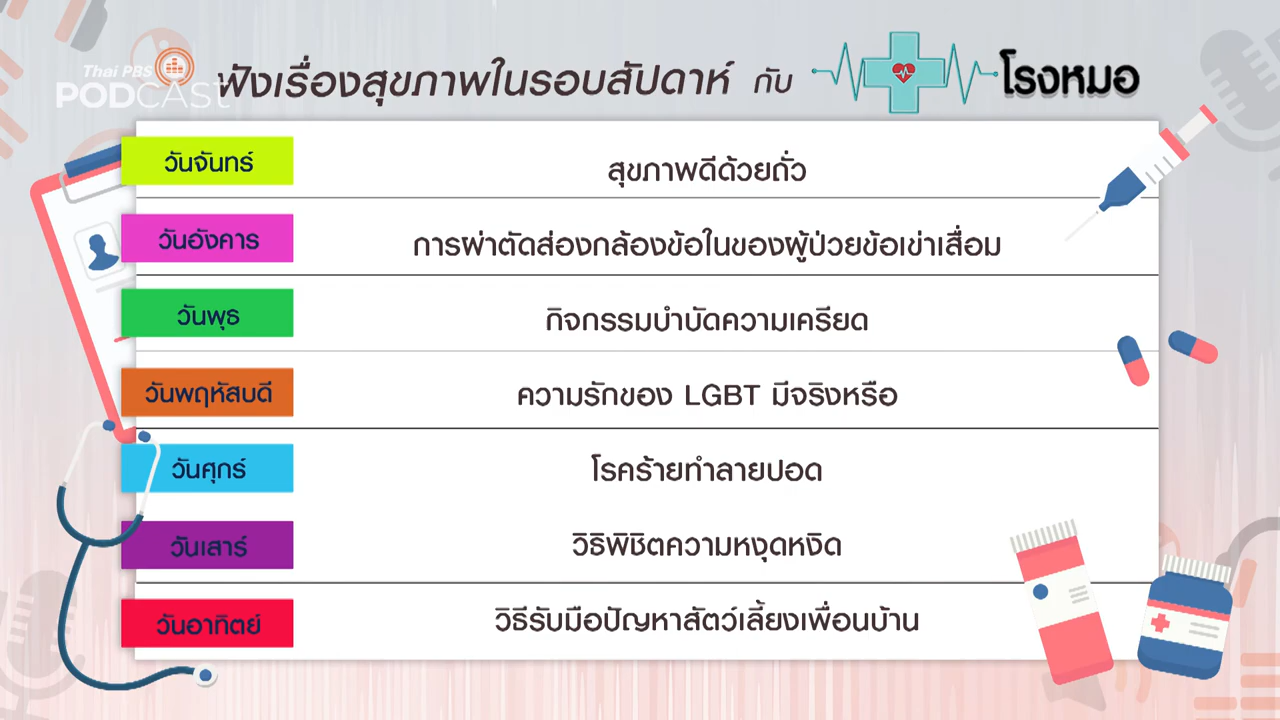 Thai PBS
PODCAST
ฟังเรื่องสุขภาพในรอบสัปดาห์ กับ โรงหมอ
วันจันทร์ สุขภาพดีด้วยถั่ว
วันอังคาร การผ่าตัดส่องกล้องข้อในของผู้ป่วยข้อเข่าเสื่อม
วันพุธ กิจกรรมบำบัดความเครียด
วันพฤหัสบดี ความรักของ LGBT มีจริงหรือ
วันศุกร์ โรคร้ายทำลายปอด
วันเสาร์ วิธิพิชิตความหงุดหงิด
วันอาทิตย์ วิธีรับมือปัญหาสัตว์เลี้ยงเพื่อนบ้าน